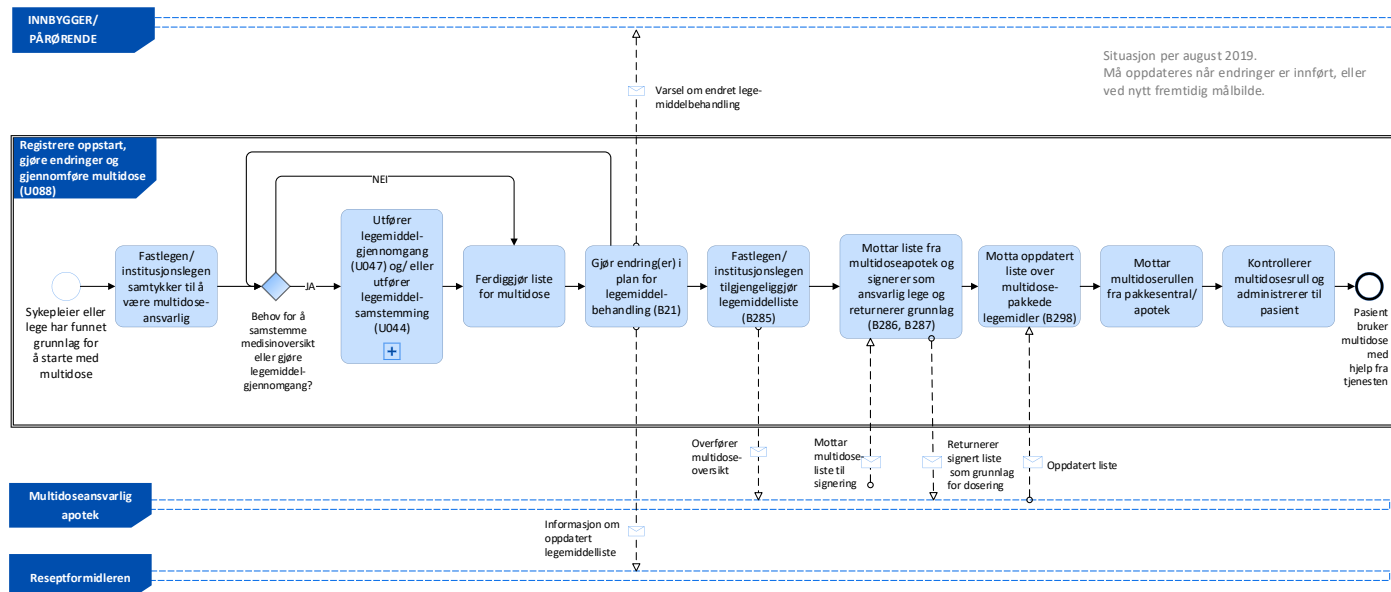 INNBYGGER/
PÅRØRENDE
Situasjon per august 2019.
Må oppdateres når endringer er innført, eller
ved nytt fremtidig målbilde.
Varsel om endret lege-
middelbehandling
Registrere oppstart,
gjøre endringer og
gjennomføre multidose
(U088)
NEI
Sykepleier eller
lege har funnet
grunnlag for
å starte med
multidose
Fastlegen/
institusjonslegen
samtykker til å
være multidose-
ansvarlig
JA
Behov for å
samstemme
medisinoversikt
eller gjøre
legemiddel-
gjennomgang?
Utfører
legemiddel-
gjennomgang
(U047) og/ eller
utfører
legemiddel-
samstemming
(U044)
Ferdiggjør liste
for multidose
Gjør endring(er) i
plan for
legemiddel-
behandling (B21)
Fastlegen/
institusjonslegen
tilgjengeliggjør
legemiddelliste
(B285)
Mottar liste fra
multidoseapotek og
signerer som
ansvarlig lege og
returnerer grunnlag
(B286, B287)
Motta oppdatert
liste over
multidose-
pakkede
legemidler (B298)
Mottar
multidoserullen
fra pakkesentral/
apotek
Kontrollerer
multidosesrull og
administrerer til
pasient
Pasient
bruker
multidose
med
hjelp fra
tjenesten
Overfører
multidose-
oversikt
Mottar
multidose-
liste til
signering
Returnerer
signert liste
som grunnlag
for dosering
Oppdatert liste
Multidoseansvarlig
apotek
Informasjon om
oppdatert
legemiddelliste
Reseptformidleren